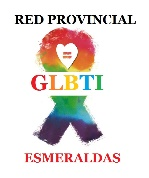 RED PROVINCIAL
=
GLBTI
ESMERALDAS